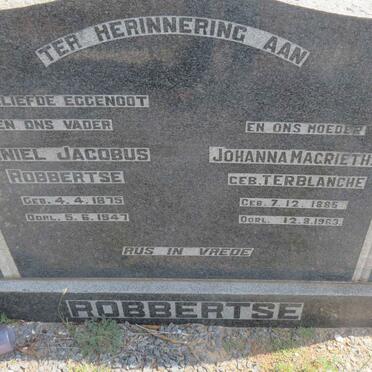 TER HERINNERING AAN
LIEFDE EGGENOOT
EN ONS VADER
NIEL JACOBUS
ROBBERTSE
GEB. 4. 4. 1875
OORL. 5. 6. 1947
EN ONS MOEDER
JOHANNA MAGRIETH
GEB. TERBLANCHE
GEB. 7. 12. 1885
OORL. 12. 8. 1963
RUS IN VREDE
ROBBERTSE